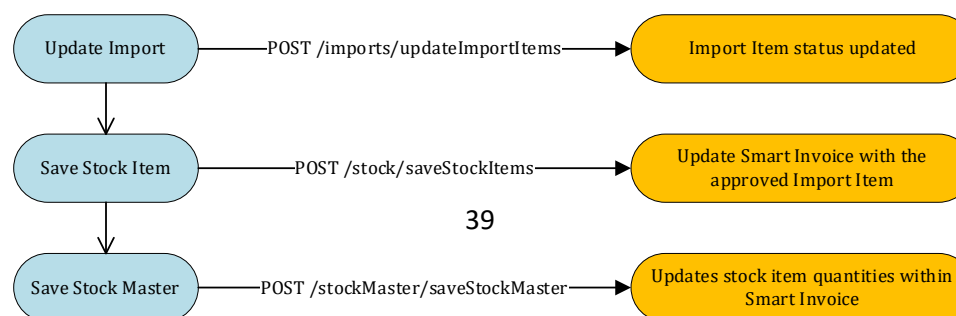 Update Import
POST /imports/updateImportItems
Import Item status updated
Save Stock Item
POST /stock/saveStockItems
Update Smart Invoice with the
approved Import Item
39
Save Stock Master
POST /stockMaster/saveStockMaster
Updates stock item quantities within
Smart Invoice